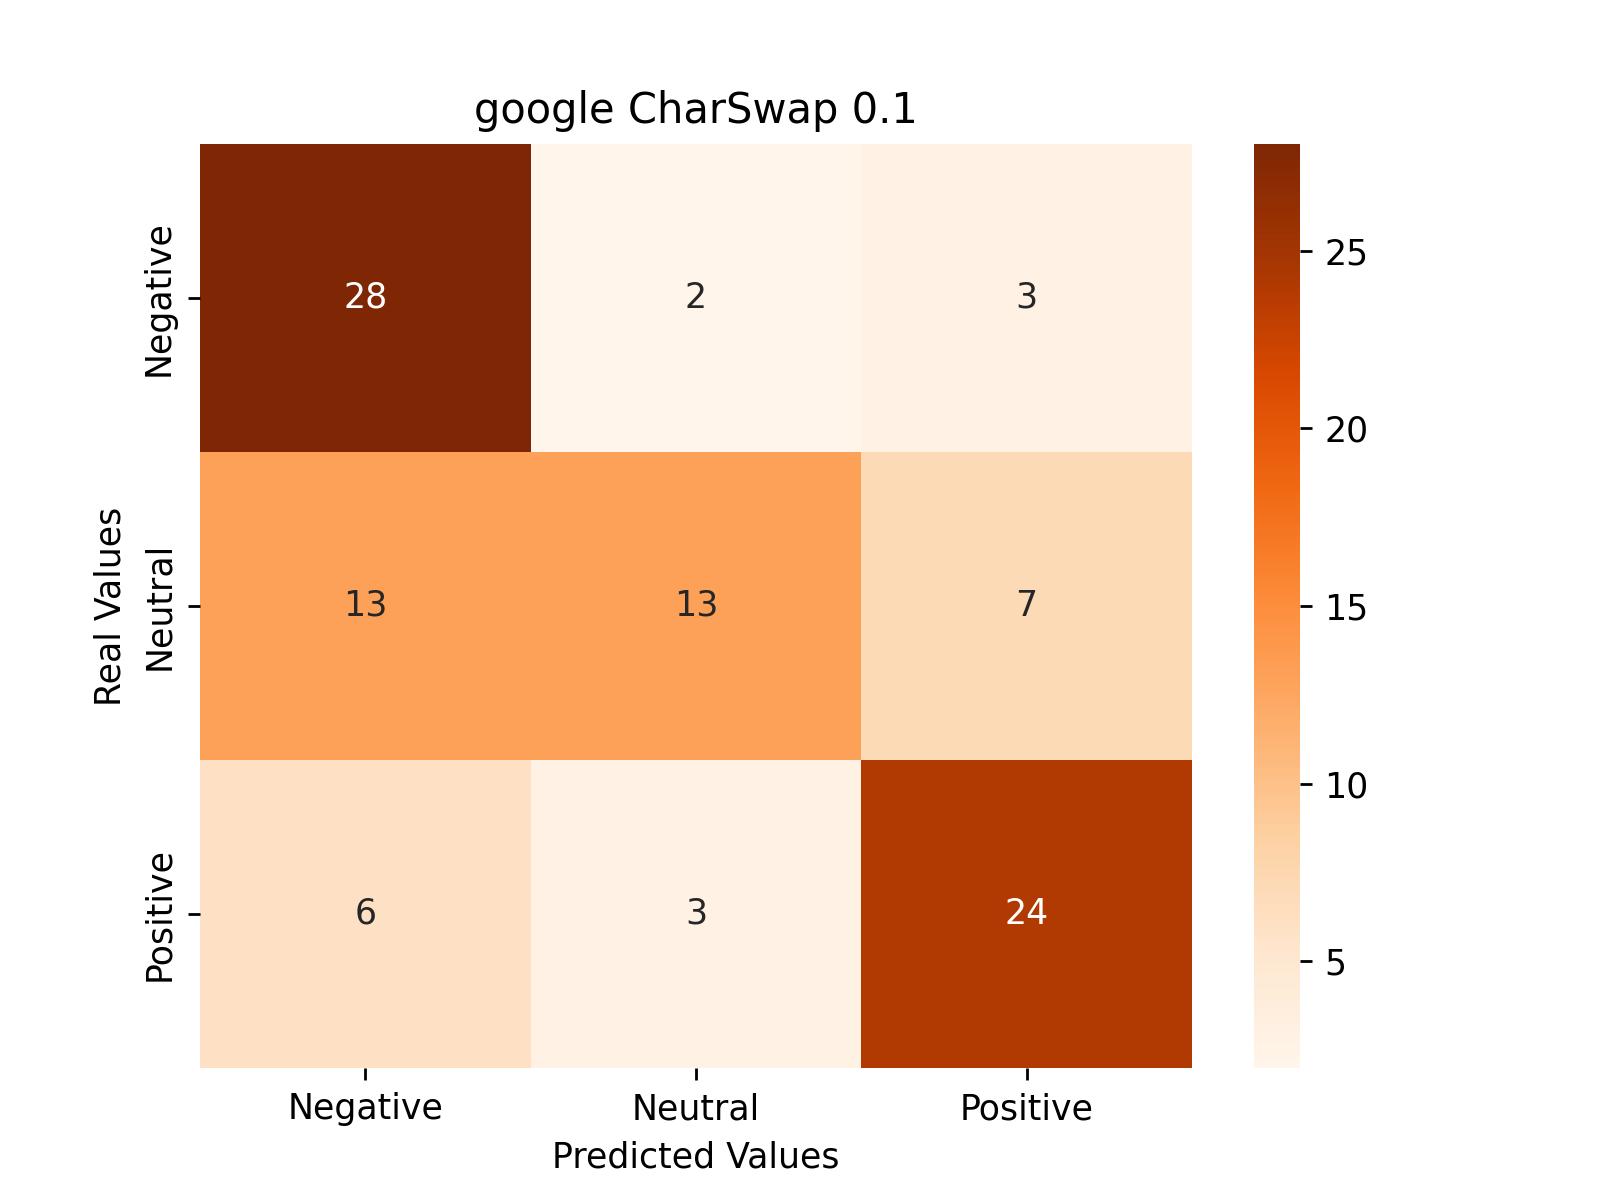 google CharSwap 0.1
Real Values
Negative
28 2 3
Neutral
13 13 7
Positive
6 3 24
Negative Neutral Positive
Predicted Values
25
20
15
10
5